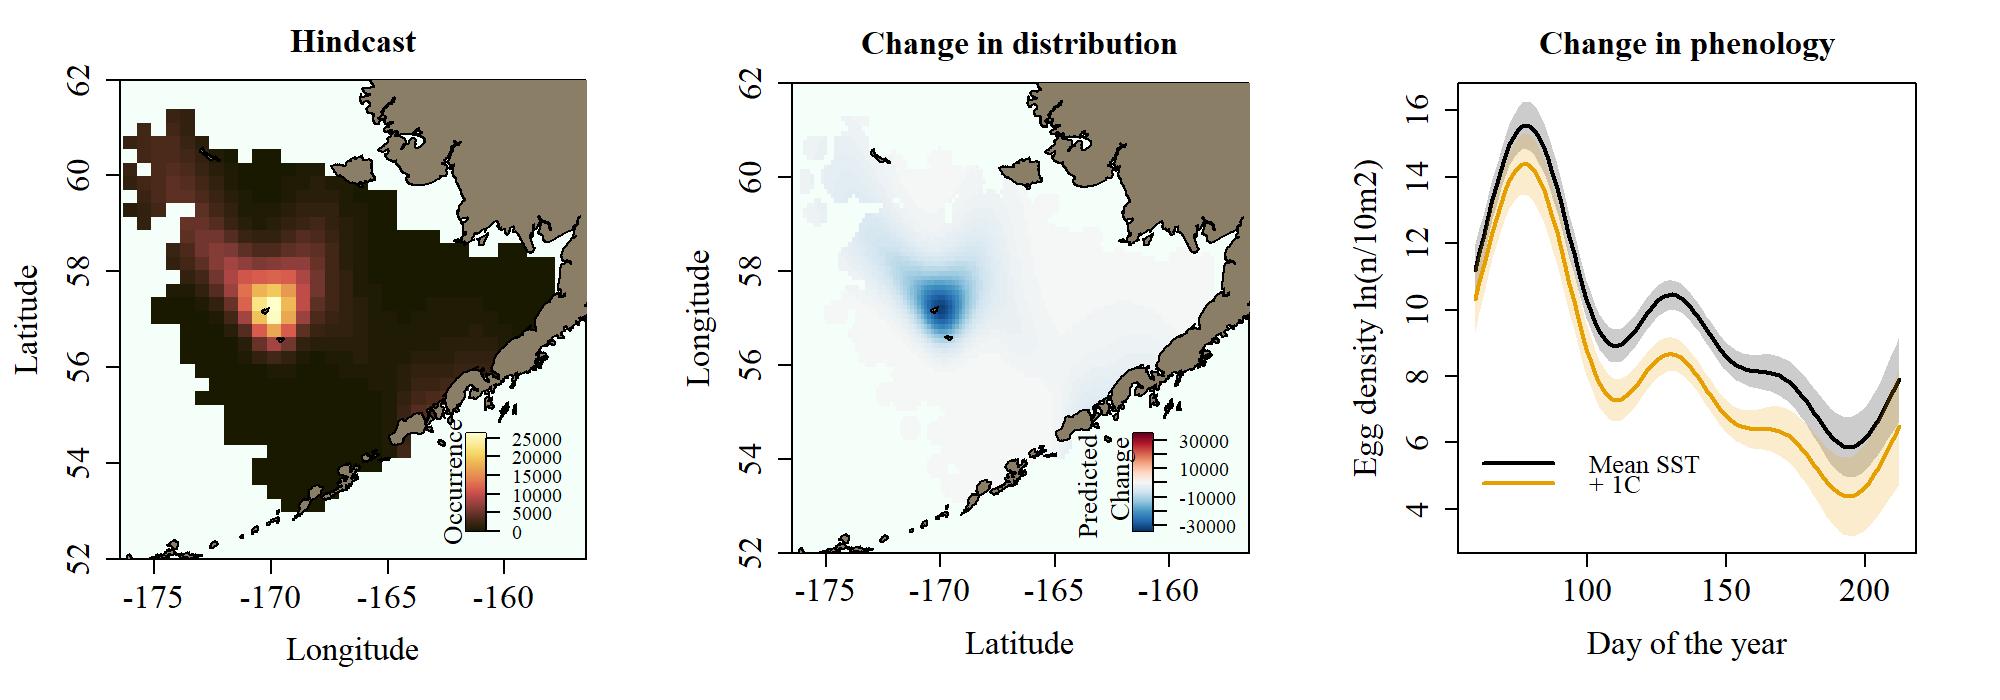 Hindcast
Latitude
62
60
58
56
54
52
-175 -170 -165 -160
Longitude
Occurrence
25000
20000
15000
10000
5000
0
Change in distribution
Longitude
62
60
58
56
54
52
-175 -170 -165 -160
Latitude
Predicted
Change
30000
10000
-10000
-30000
Change in phenology
Egg density ln(n/10m2)
16
14
12
10
8
6
4
Mean SST
+ 1C
100 150 200
Day of the year